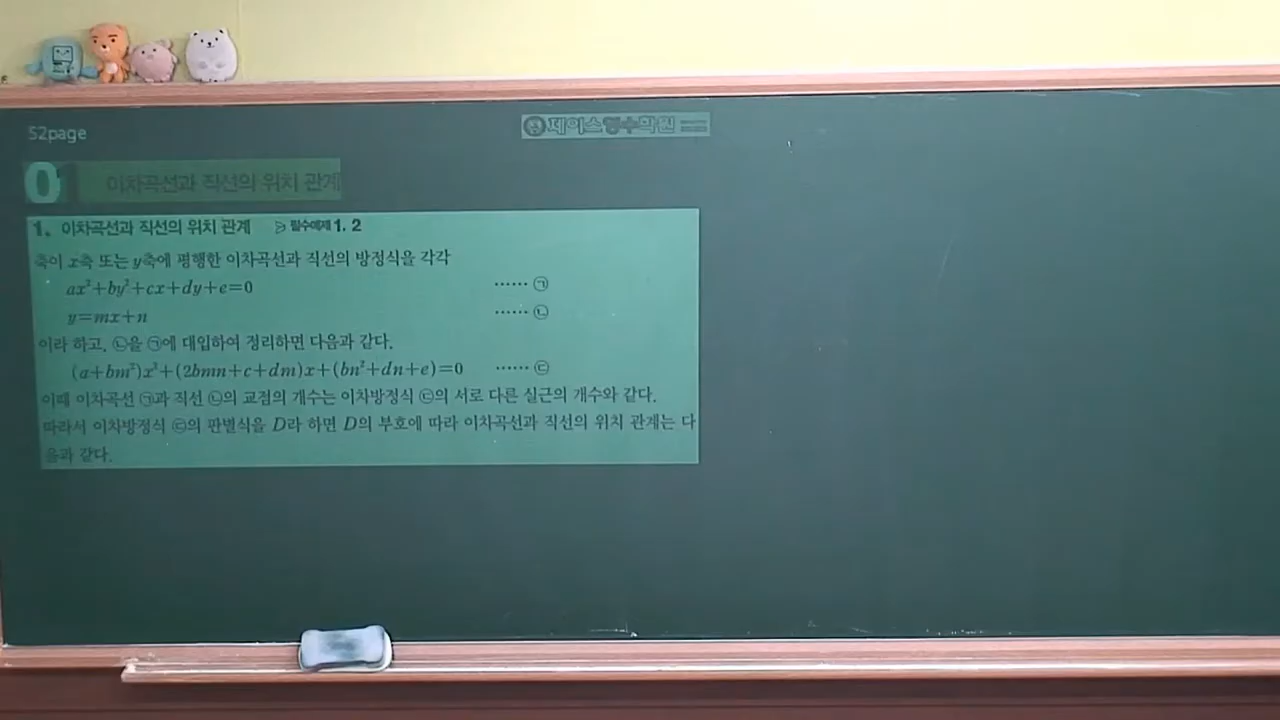 52page
제이스영수학원
0
이차곡선과 직선의 위치 관계
1. 이차곡선과 직선의 위치 관계 필수예제 1. 2
축이 x축 또는 y축에 평행한 이차곡선과 직선의 방정식을 각각
ax²+by²+cx+dy+e=0 ······ ㉠
y=mx+n ······ ㉡
이라 하고, ㉡을 ㉠에 대입하여 정리하면 다음과 같다.
(a+bm²)x²+(2bmn+c+dm)x+(bn²+dn+e)=0 ······ ㉢
이때 이차곡선 ㉠과 직선 ㉡의 교점의 개수는 이차방정식 ㉢의 서로 다른 실근의 개수와 같다.
따라서 이차방정식 ㉢의 판별식을 D라 하면 D의 부호에 따라 이차곡선과 직선의 위치 관계는 다
음과 같다.